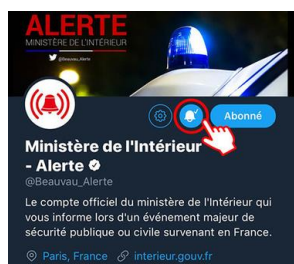 ALERTE
MINISTÈRE DE L'INTÉRIEUR
@Beauvau_Alerte
Abonné
Ministère de l'Intérieur
- Alerte
@Beauvau_Alerte
Le compte officiel du ministère de l'Intérieur qui
vous informe lors d'un événement majeur de
sécurité publique ou civile survenant en France.
Paris, France interieur.gouv.fr